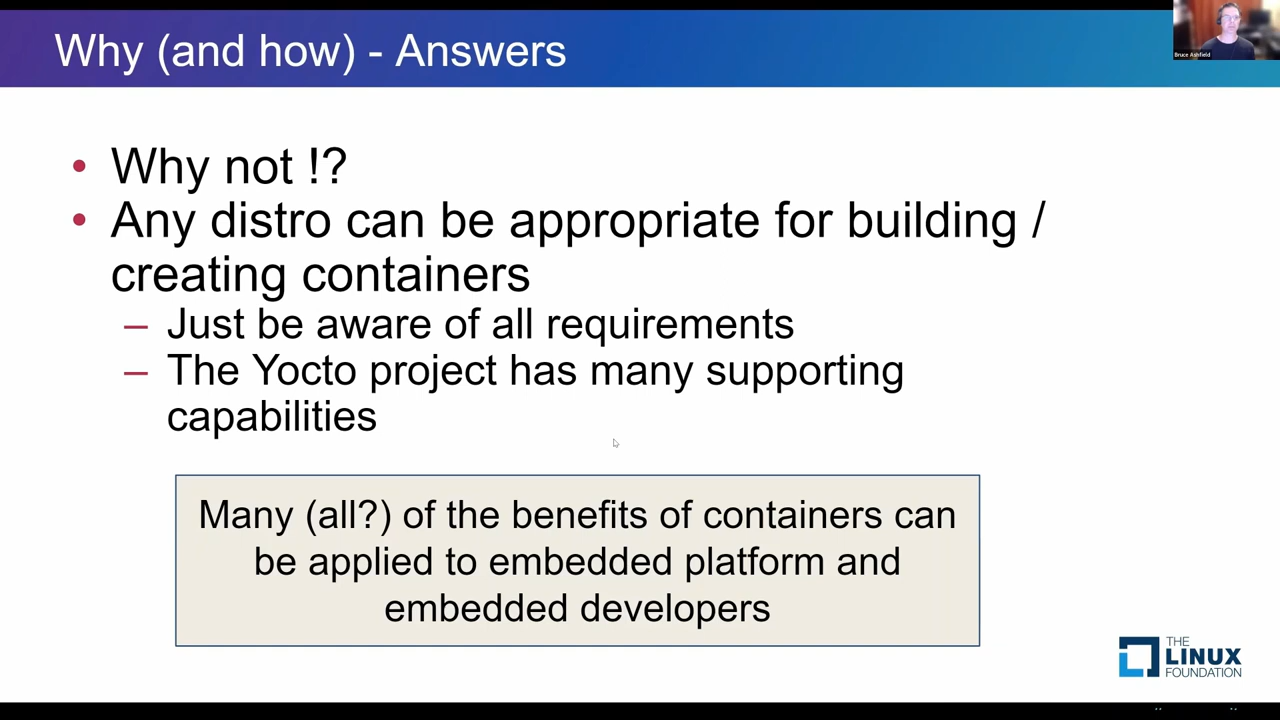 Why (and how) - Answers
Bruce Ashfield
• Why not !?
• Any distro can be appropriate for building /
creating containers
– Just be aware of all requirements
– The Yocto project has many supporting
capabilities
Many (all?) of the benefits of containers can
be applied to embedded platform and
embedded developers
THE
LINUX
FOUNDATION